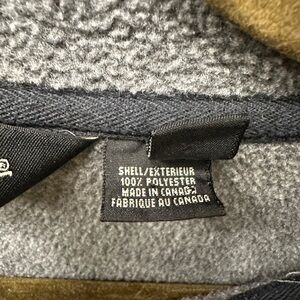 SHELL/EXTERIEUR
100% POLYESTER
MADE IN CANADA
FABRIQUE AU CANADA
®